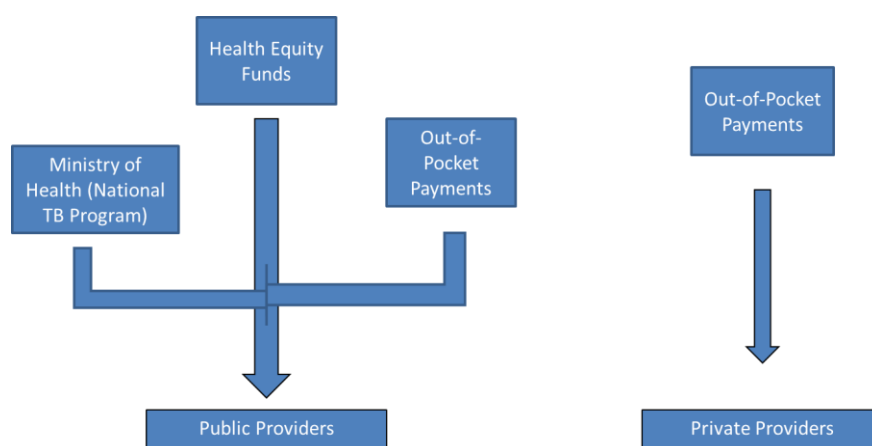 Health Equity
Funds
Ministry of
Health (National
TB Program)
Out-of-
Pocket
Payments
Out-of-Pocket
Payments
Public Providers
Private Providers